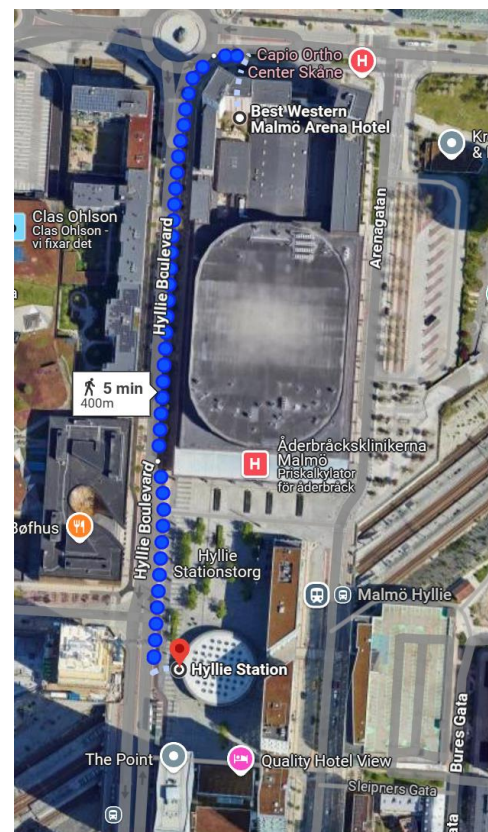 Capio Ortho
Center Skåne
Best Western
Malmö Arena Hotel
Kr
&
Clas Ohlson
Clas Ohlson -
vi fixar det
Arenagatan
Hyllie Boulevard
5 min
400m
Åderbråcksklinikerna
Malmö
Priskalkylator
för åderbråck
Hyllie Boulevard
Bøfhus
Hyllie
Stationstorg
Malmö Hyllie
Hyllie Station
The Point
Quality Hotel View
Bures Gata
Sleipners Gata
ata